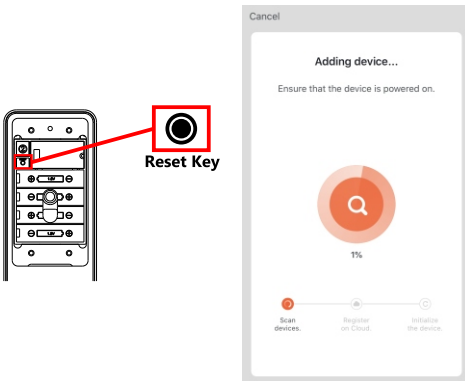 Cancel
Adding device...
Ensure that the device is powered on.
Reset Key
1%
Scan
devices.
Register
on Cloud.
Initialize
the device.